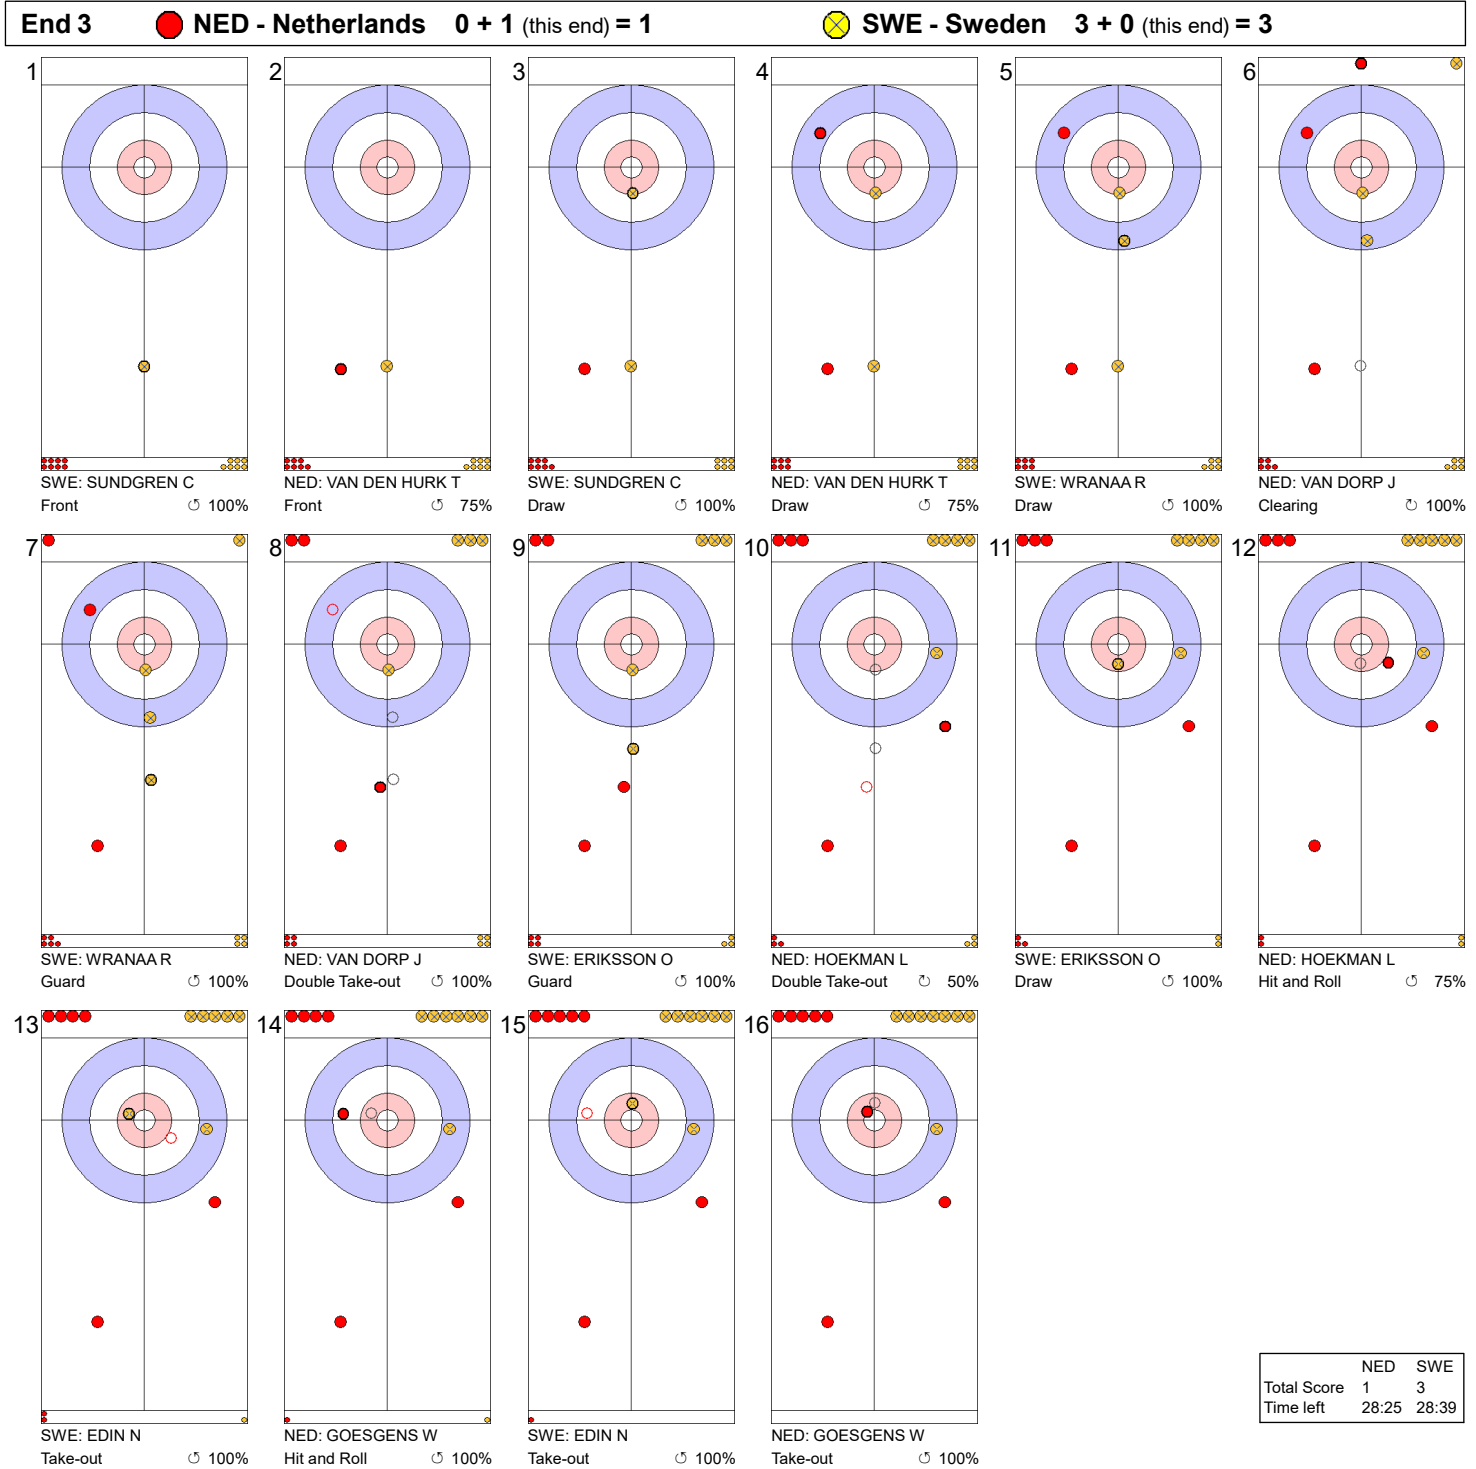 End 3 NED - Netherlands 0 + 1 (this end) = 1 SWE - Sweden 3 + 0 (this end) = 3
1 2 3 4 5 6
SWE: SUNDGREN C NED: VAN DEN HURK T SWE: SUNDGREN C NED: VAN DEN HURK T SWE: WRANAA R NED: VAN DORP J
Front ↺ 100% Front ↺ 75% Draw ↺ 100% Draw ↺ 75% Draw ↺ 100% Clearing ↻ 100%
7 8 9 10 11 12
SWE: WRANAA R NED: VAN DORP J SWE: ERIKSSON O NED: HOEKMAN L SWE: ERIKSSON O NED: HOEKMAN L
Guard ↺ 100% Double Take-out ↺ 100% Guard ↺ 100% Double Take-out ↻ 50% Draw ↺ 100% Hit and Roll ↺ 75%
13 14 15 16
SWE: EDIN N NED: GOESGENS W SWE: EDIN N NED: GOESGENS W
Take-out ↺ 100% Hit and Roll ↺ 100% Take-out ↺ 100% Take-out ↺ 100%
NED SWE
Total Score 1 3
Time left 28:25 28:39